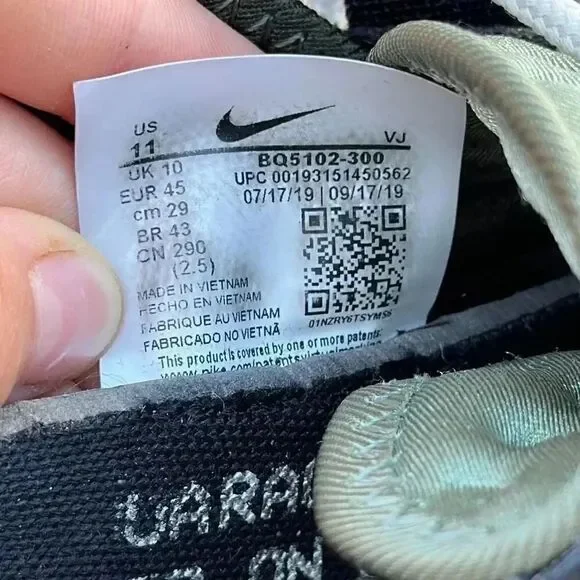 US
11
VJ
UK 10
BQ5102-300
EUR 45
UPC 00193151450562
cm 29
07/17/19 | 09/17/19
BR 43
CN 290
(2.5)
MADE IN VIETNAM
HECHO EN VIETNAM
FABRIQUE AU VIETNAM
FABRICADO NO VIETNÃ
01NZRY6TSYMS6
This product is covered by one or more patents.